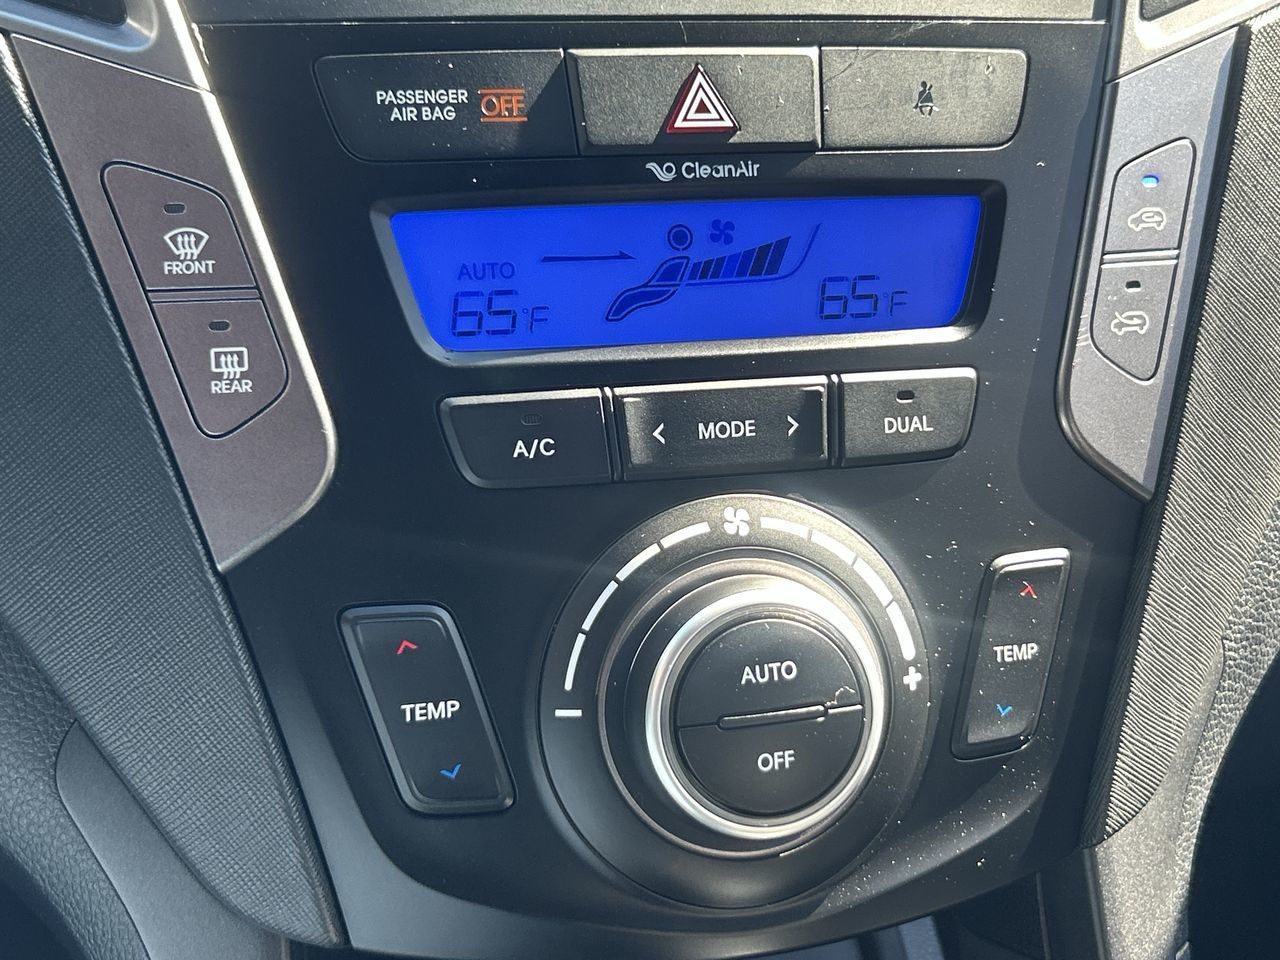 PASSENGER
AIR BAG
OFF
CleanAir
FRONT
REAR
AUTO
65°F
65°F
A/C
< MODE >
DUAL
TEMP
AUTO
OFF
TEMP
−
+